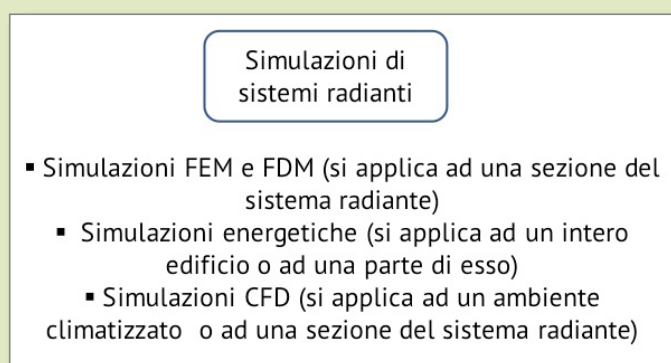 Simulazioni di
sistemi radianti
▪ Simulazioni FEM e FDM (si applica ad una sezione del
sistema radiante)
▪ Simulazioni energetiche (si applica ad un intero
edificio o ad una parte di esso)
▪ Simulazioni CFD (si applica ad un ambiente
climatizzato o ad una sezione del sistema radiante)